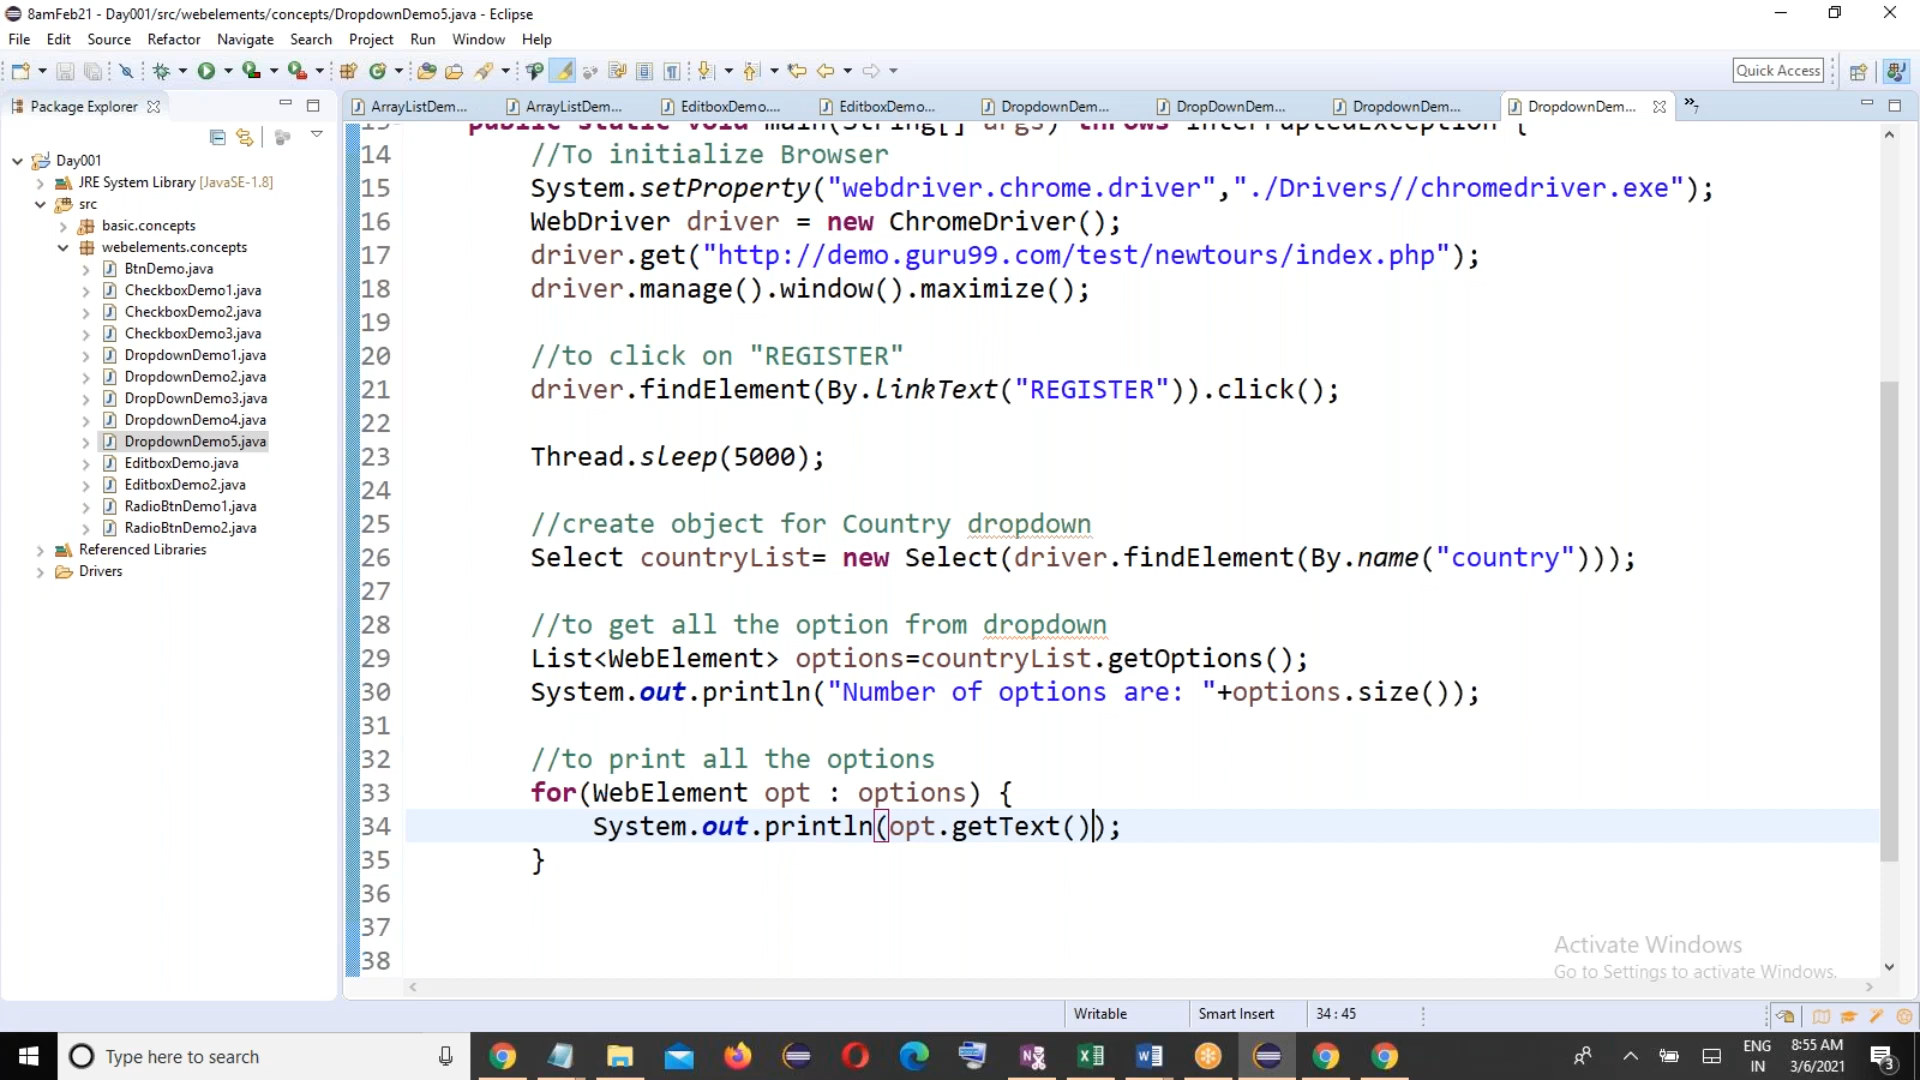 8amFeb21 - Day001/src/webelements/concepts/DropdownDemo5.java - Eclipse
File Edit Source Refactor Navigate Search Project Run Window Help
Quick Access
Package Explorer
ArrayListDem... ArrayListDem... EditboxDemo.... EditboxDemo... DropdownDem... DropDownDem... DropdownDem... DropdownDem... »7
Day001
JRE System Library [JavaSE-1.8]
src
basic.concepts
webelements.concepts
BtnDemo.java
CheckboxDemo1.java
CheckboxDemo2.java
CheckboxDemo3.java
DropdownDemo1.java
DropdownDemo2.java
DropDownDemo3.java
DropdownDemo4.java
DropdownDemo5.java
EditboxDemo.java
EditboxDemo2.java
RadioBtnDemo1.java
RadioBtnDemo2.java
Referenced Libraries
Drivers
13 public static void main(String[] args) throws InterruptedException {
14 //To initialize Browser
15 System.setProperty("webdriver.chrome.driver","./Drivers//chromedriver.exe");
16 WebDriver driver = new ChromeDriver();
17 driver.get("http://demo.guru99.com/test/newtours/index.php");
18 driver.manage().window().maximize();
19
20 //to click on "REGISTER"
21 driver.findElement(By.linkText("REGISTER")).click();
22
23 Thread.sleep(5000);
24
25 //create object for Country dropdown
26 Select countryList= new Select(driver.findElement(By.name("country")));
27
28 //to get all the option from dropdown
29 List<WebElement> options=countryList.getOptions();
30 System.out.println("Number of options are: "+options.size());
31
32 //to print all the options
33 for(WebElement opt : options) {
34 System.out.println(opt.getText());
35 }
36
37
38
Activate Windows
Go to Settings to activate Windows.
Writable Smart Insert 34 : 45
Type here to search
ENG
IN
8:55 AM
3/6/2021
3